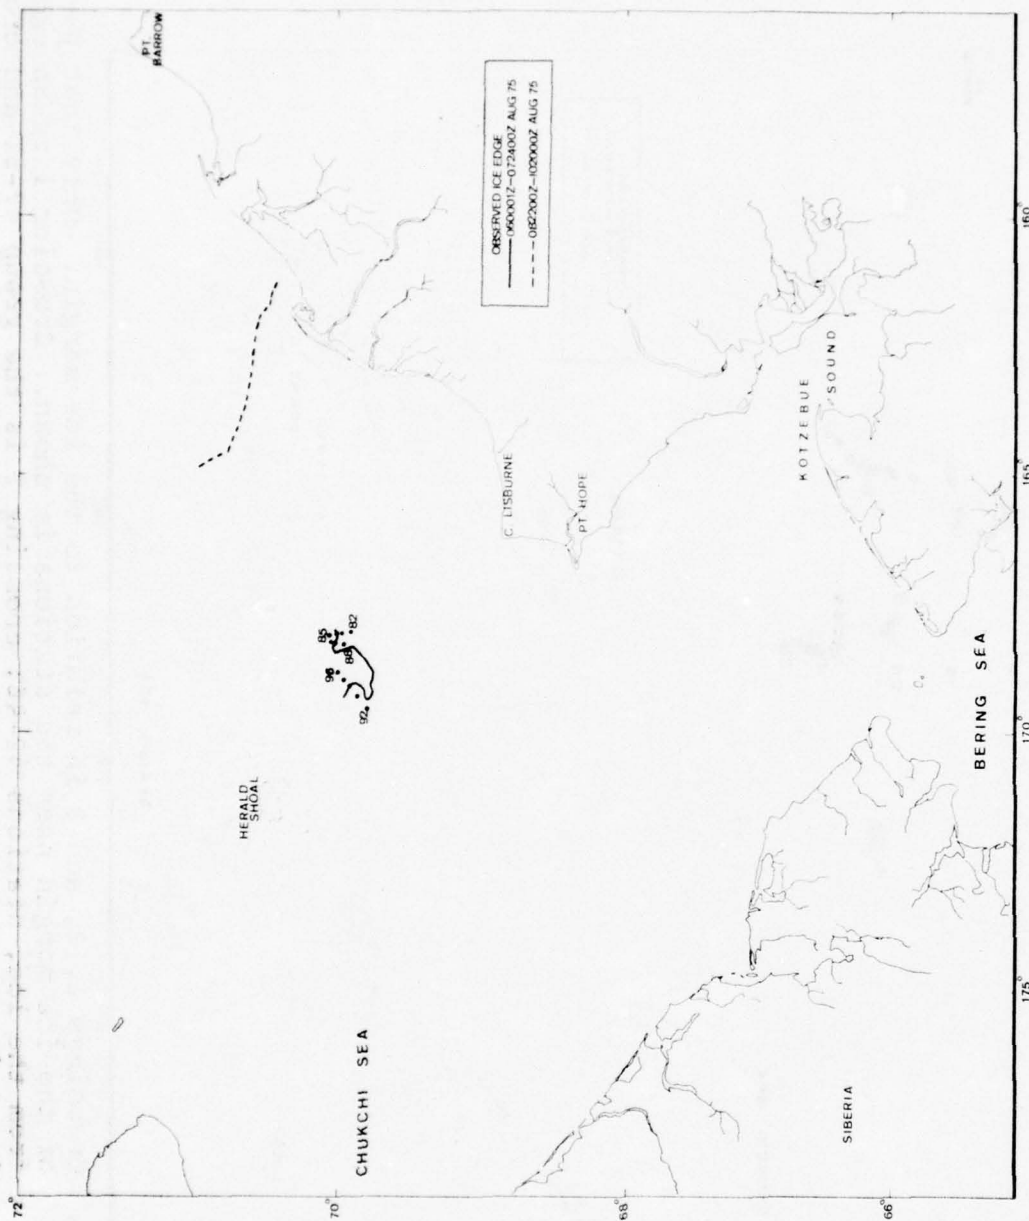 PT.
BARROW
OBSERVED ICE EDGE
060001Z-072400Z AUG 75
082200Z-102000Z AUG 75
HERALD
SHOAL
85
82
88
96
92
C. LISBURNE
PT HOPE
KOTZEBUE
SOUND
CHUKCHI SEA
BERING SEA
SIBERIA
72°
70°
68°
66°
175°
170°
165°
160°